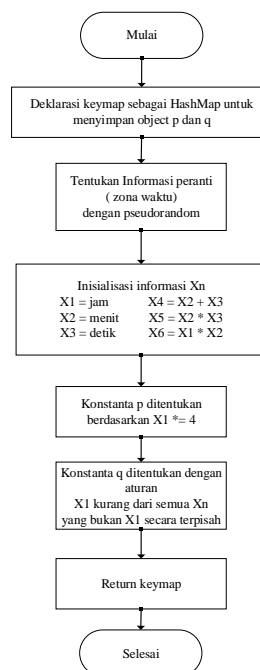 Mulai
Deklarasi keymap sebagai HashMap untuk
menyimpan object p dan q
Tentukan Informasi peranti
( zona waktu)
dengan pseudorandom
Inisialisasi informasi Xn
X1 = jam X4 = X2 + X3
X2 = menit X5 = X2 * X3
X3 = detik X6 = X1 * X2
Konstanta p ditentukan
berdasarkan X1 *= 4
Konstanta q ditentukan dengan
aturan
X1 kurang dari semua Xn
yang bukan X1 secara terpisah
Return keymap
Selesai